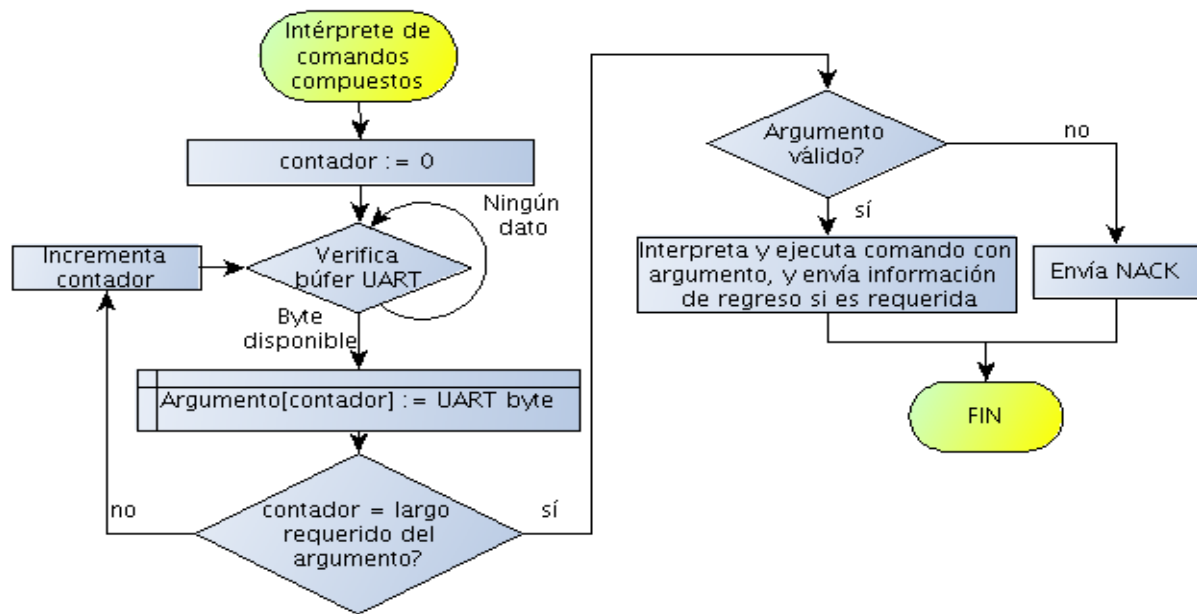 Intérprete de
comandos
compuestos
contador := 0
Ningún
dato
Verifica
búfer UART
Incrementa
contador
Byte
disponible
Argumento[contador] := UART byte
contador = largo
requerido del
argumento?
no
sí
Argumento
válido?
no
sí
Interpreta y ejecuta comando con
argumento, y envía información
de regreso si es requerida
Envía NACK
FIN